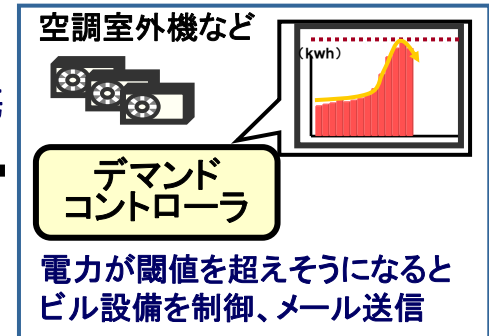 空調室外機など
(kwh)
デマンド
コントローラ
電力が閾値を超えそうになると
ビル設備を制御、メール送信